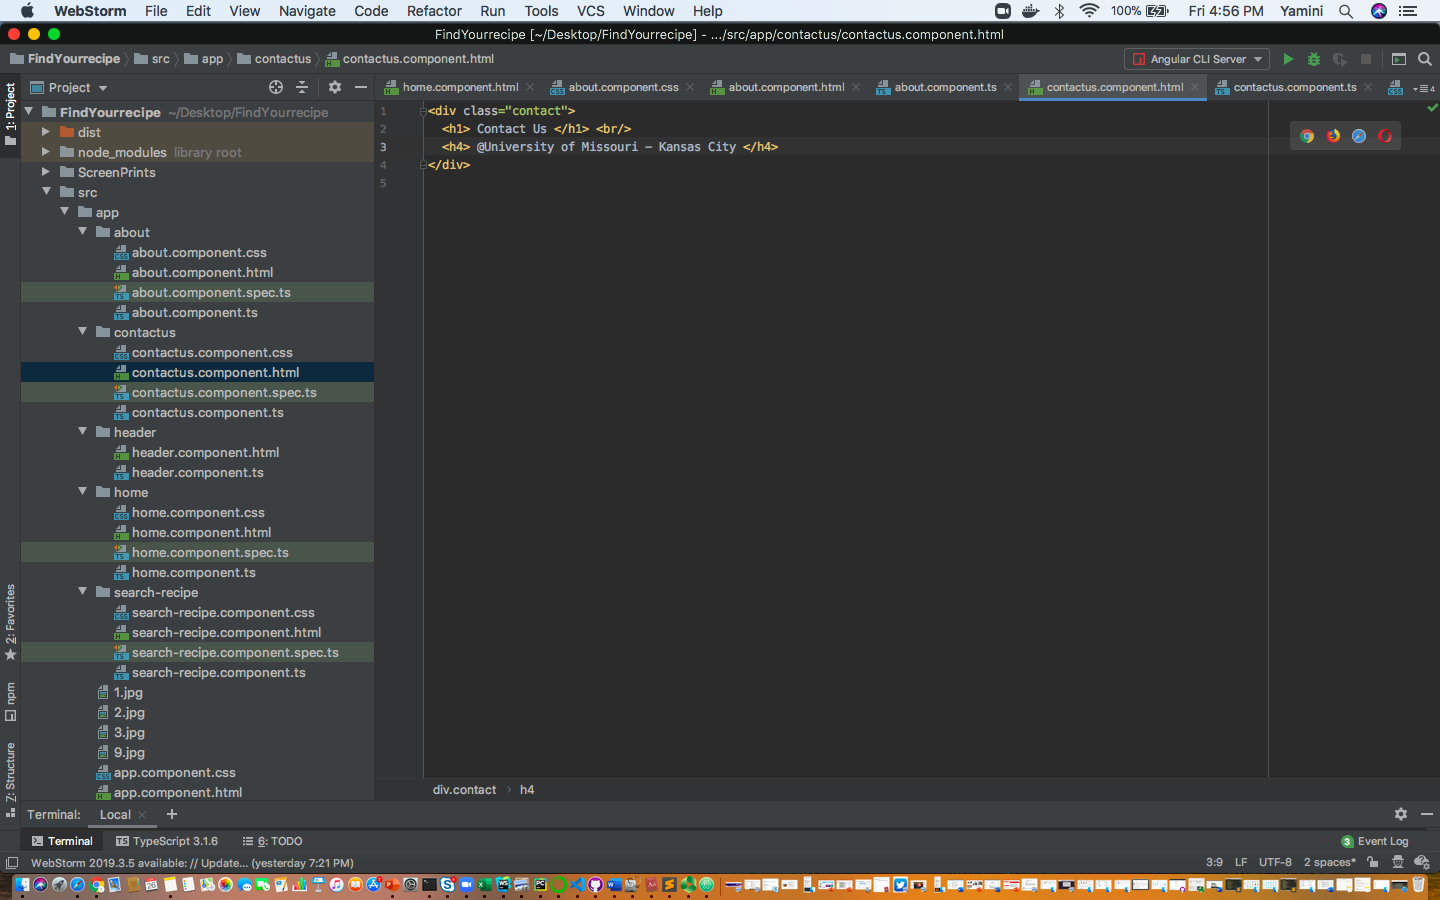 WebStorm File Edit View Navigate Code Refactor Run Tools VCS Window Help 100% Fri 4:56 PM Yamini
FindYourrecipe [~/Desktop/FindYourrecipe] - .../src/app/contactus/contactus.component.html
FindYourrecipe src app contactus contactus.component.html Angular CLI Server
Project home.component.html about.component.css about.component.html about.component.ts contactus.component.html contactus.component.ts 4
1: Project
FindYourrecipe ~/Desktop/FindYourrecipe
dist
node_modules library root
ScreenPrints
src
app
about
about.component.css
about.component.html
about.component.spec.ts
about.component.ts
contactus
contactus.component.css
contactus.component.html
contactus.component.spec.ts
contactus.component.ts
header
header.component.html
header.component.ts
home
home.component.css
home.component.html
home.component.spec.ts
home.component.ts
search-recipe
search-recipe.component.css
search-recipe.component.html
search-recipe.component.spec.ts
search-recipe.component.ts
1.jpg
2.jpg
3.jpg
9.jpg
app.component.css
app.component.html
2: Favorites
npm
7: Structure
1 <div class="contact">
2 <h1> Contact Us </h1> <br/>
3 <h4> @University of Missouri - Kansas City </h4>
4 </div>
5
div.contact h4
Terminal: Local +
Terminal TypeScript 3.1.6 6: TODO 3 Event Log
WebStorm 2019.3.5 available: // Update... (yesterday 7:21 PM) 3:9 LF UTF-8 2 spaces*